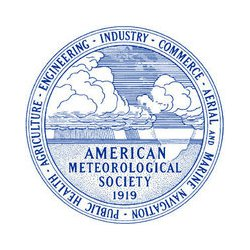 PUBLIC HEALTH · AGRICULTURE · ENGINEERING · INDUSTRY · COMMERCE · AERIAL AND MARINE NAVIGATION ·
AMERICAN
METEOROLOGICAL
SOCIETY
1919